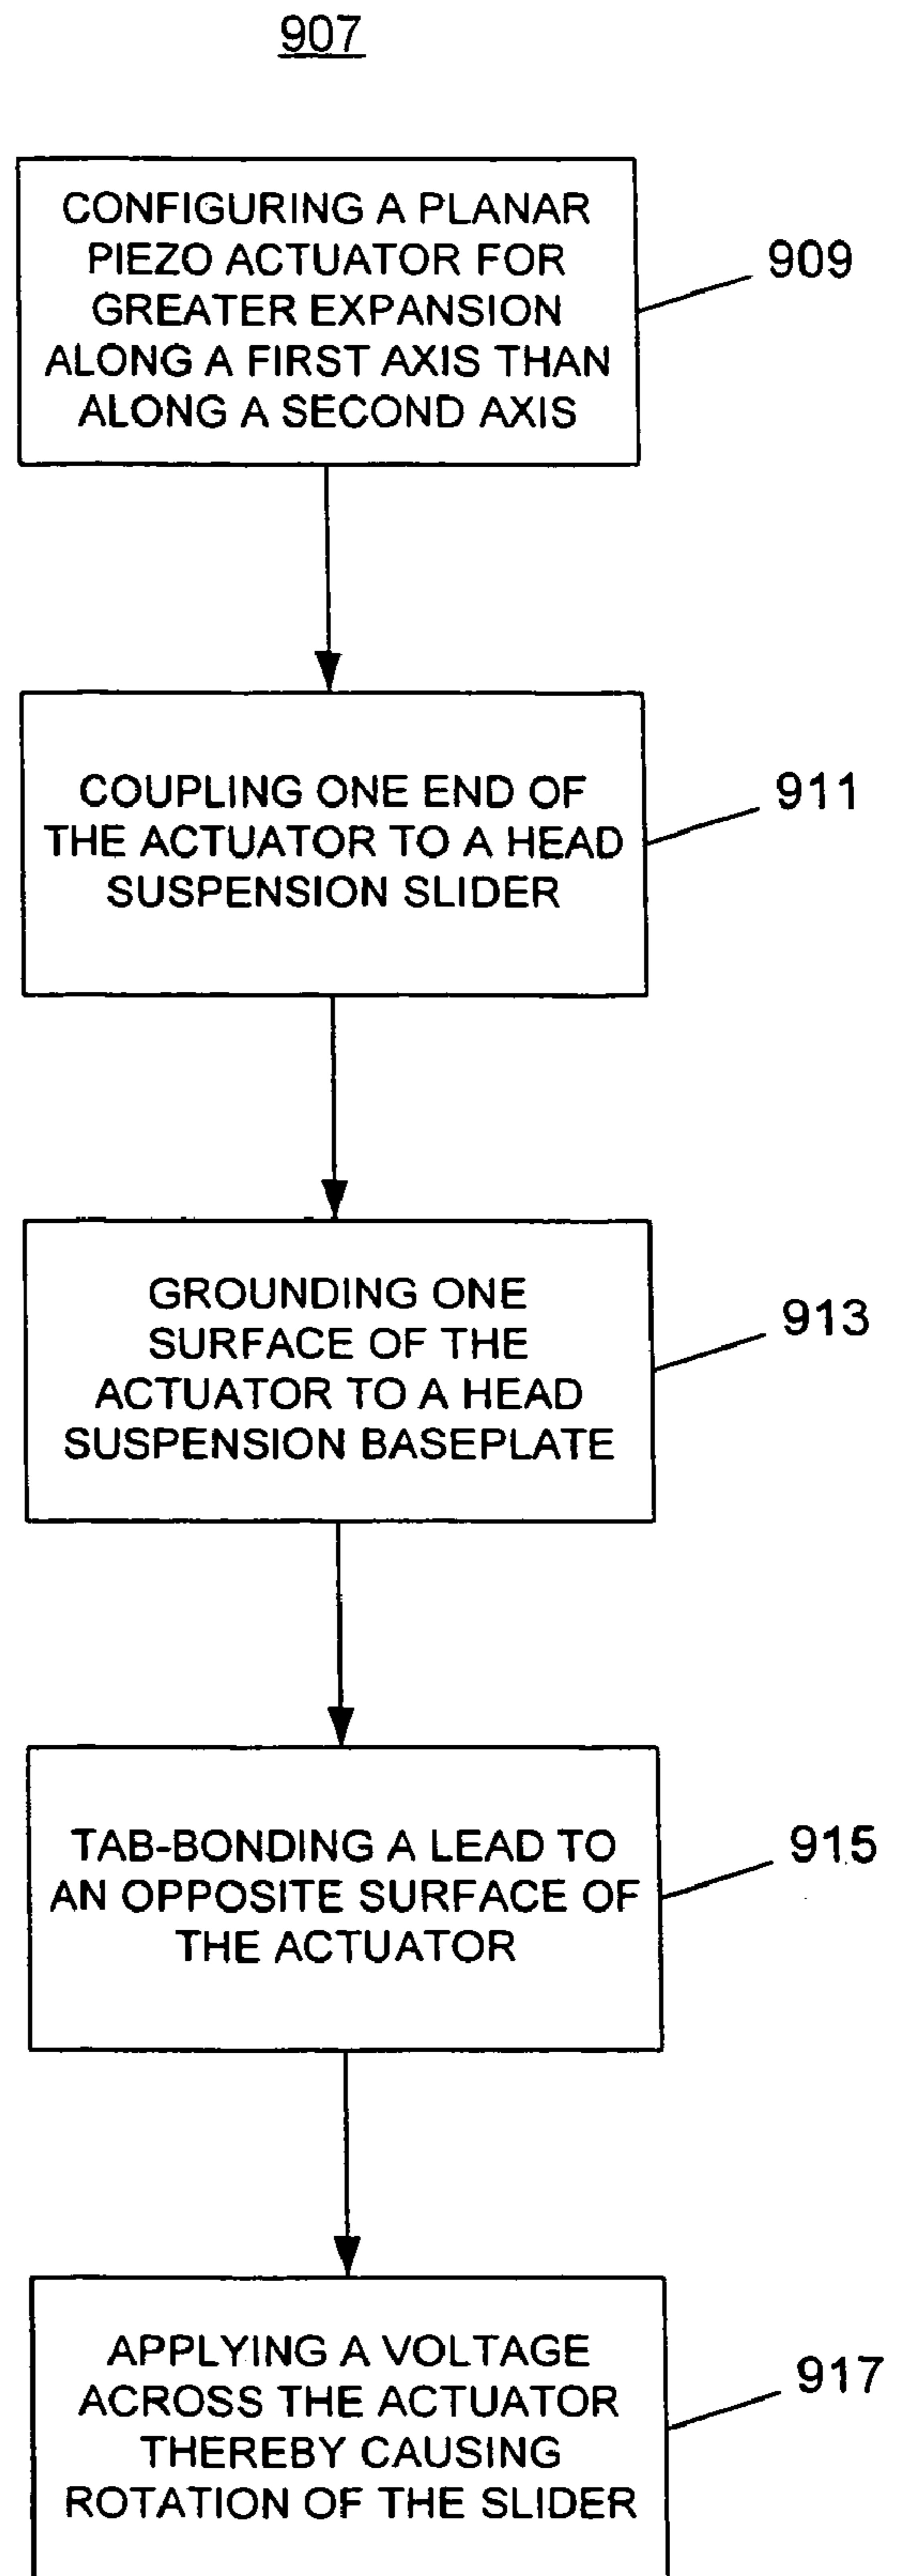 907
CONFIGURING A PLANAR
PIEZO ACTUATOR FOR
GREATER EXPANSION
ALONG A FIRST AXIS THAN
ALONG A SECOND AXIS
909
COUPLING ONE END OF
THE ACTUATOR TO A HEAD
SUSPENSION SLIDER
911
GROUNDING ONE
SURFACE OF THE
ACTUATOR TO A HEAD
SUSPENSION BASEPLATE
913
TAB-BONDING A LEAD TO
AN OPPOSITE SURFACE OF
THE ACTUATOR
915
APPLYING A VOLTAGE
ACROSS THE ACTUATOR
THEREBY CAUSING
ROTATION OF THE SLIDER
917